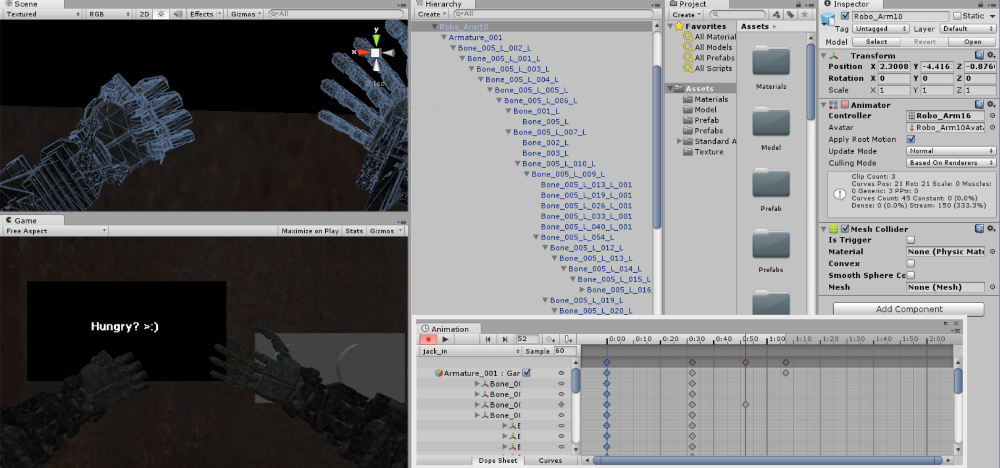 Scene
Textured RGB 2D Effects Gizmos All
y
x
Iso
Game
Free Aspect Maximize on Play Stats Gizmos
Hungry? >:)
Hierarchy
Create All
Robo_Arm10
Armature_001
Bone_005_L_002_L
Bone_005_L_001_L
Bone_005_L_003_L
Bone_005_L_004_L
Bone_005_L_005_L
Bone_005_L_006_L
Bone_001_L
Bone_005_L
Bone_005_L_007_L
Bone_002_L
Bone_003_L
Bone_005_L_010_L
Bone_005_L_009_L
Bone_005_L_013_L_001
Bone_005_L_019_L_001
Bone_005_L_026_L_001
Bone_005_L_033_L_001
Bone_005_L_040_L_001
Bone_005_L_054_L
Bone_005_L_012_L
Bone_005_L_013_L
Bone_005_L_014_L
Bone_005_L_015_L
Bone_005_L_016_
Bone_005_L_019_L
Bone_005_L_020_L
Project
Create
Favorites
All Material
All Models
All Prefabs
All Scripts
Assets
Materials
Model
Prefab
Prefabs
Standard A
Texture
Assets
Materials
Model
Prefab
Prefabs
Inspector
Robo_Arm10 Static
Tag Untagged Layer Default
Model Select Revert Open
Transform
Position X 2.3008 Y -4.416 Z -0.876
Rotation X 0 Y 0 Z 0
Scale X 1 Y 1 Z 1
Animator
Controller Robo_Arm16
Avatar Robo_Arm10Avat
Apply Root Motion
Update Mode Normal
Culling Mode Based On Renderers
Clip Count: 3
Curves Pos: 21 Rot: 21 Scale: 0 Muscles:
0 Generic: 3 PPtr: 0
Curves Count: 45 Constant: 0 (0.0%)
Dense: 0 (0.0%) Stream: 150 (333.3%)
Mesh Collider
Is Trigger
Material None (Physic Mate
Convex
Smooth Sphere Co
Mesh None (Mesh)
Add Component
Animation
52 0:00 0:10 0:20 0:30 0:40 0:50 1:00 1:10 1:20 1:30 1:40 1:50 2:00
jack_in Sample 60
Armature_001 : Gar
Bone_00
Bone_00
Bone_00
Bone_00
E
E
E
Dope Sheet Curves